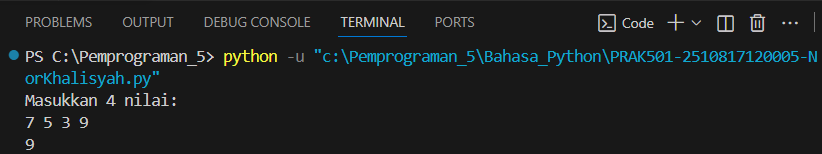 PROBLEMS OUTPUT DEBUG CONSOLE TERMINAL PORTS Code
PS C:\Pemprograman_5> python -u "c:\Pemprograman_5\Bahasa_Python\PRAK501-2510817120005-N
orKhalisyah.py"
Masukkan 4 nilai:
7 5 3 9
9